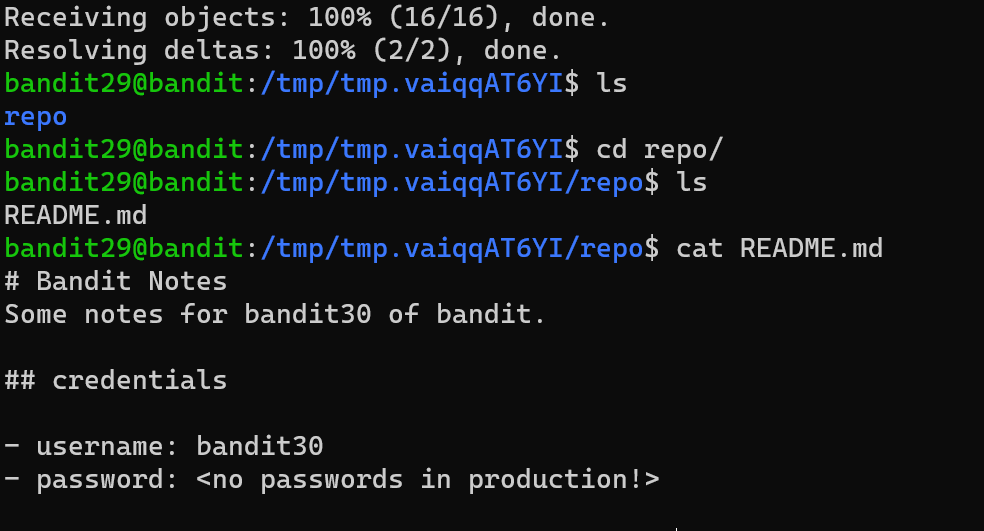 Receiving objects: 100% (16/16), done.
Resolving deltas: 100% (2/2), done.
bandit29@bandit:/tmp/tmp.vaiqqAT6YI$ ls
repo
bandit29@bandit:/tmp/tmp.vaiqqAT6YI$ cd repo/
bandit29@bandit:/tmp/tmp.vaiqqAT6YI/repo$ ls
README.md
bandit29@bandit:/tmp/tmp.vaiqqAT6YI/repo$ cat README.md
# Bandit Notes
Some notes for bandit30 of bandit.
## credentials
- username: bandit30
- password: <no passwords in production!>